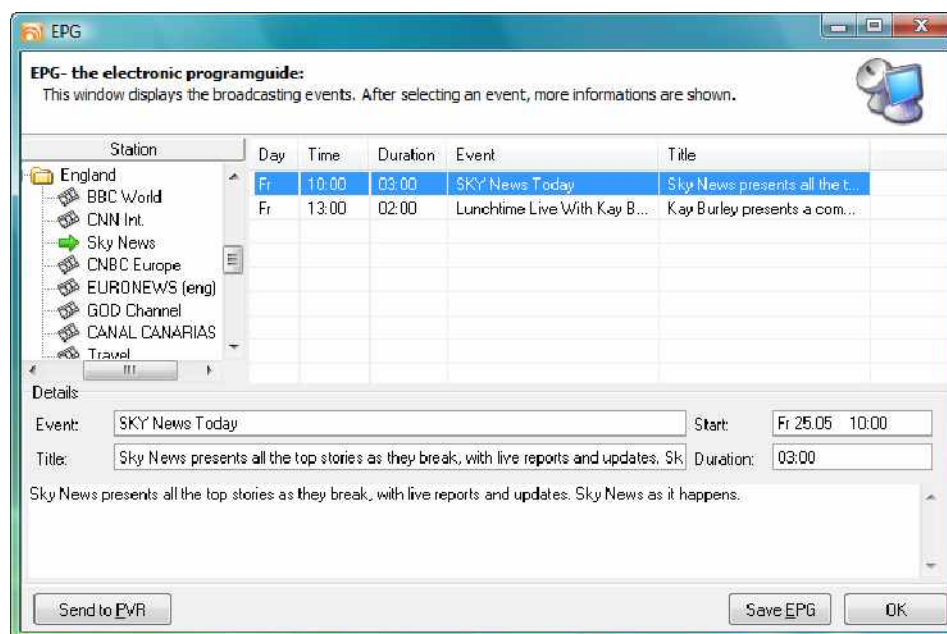 EPG
EPG- the electronic programguide:
This window displays the broadcasting events. After selecting an event, more informations are shown.
Station
England
BBC World
CNN Int.
Sky News
CNBC Europe
EURONEWS (eng)
GOD Channel
CANAL CANARIAS
Travel
Day Time Duration Event Title
Fr 10:00 03:00 SKY News Today Sky News presents all the t...
Fr 13:00 02:00 Lunchtime Live With Kay B... Kay Burley presents a com...
Details
Event: SKY News Today Start: Fr 25.05 10:00
Title: Sky News presents all the top stories as they break, with live reports and updates. Sk Duration: 03:00
Sky News presents all the top stories as they break, with live reports and updates. Sky News as it happens.
Send to PVR Save EPG OK